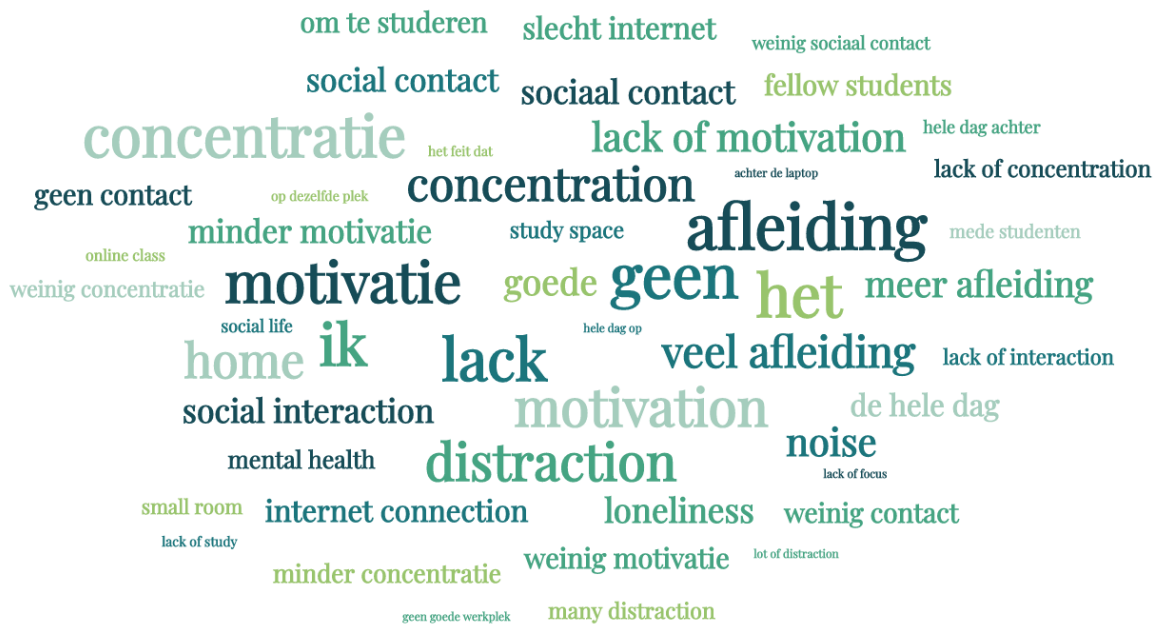 om te studeren
slecht internet
weinig sociaal contact
social contact
sociaal contact
fellow students
concentratie
het feit dat
lack of motivation
hele dag achter
geen contact
op dezelfde plek
concentration
achter de laptop
lack of concentration
minder motivatie
study space
afleiding
mede studenten
online class
weinig concentratie
motivatie
goede
geen
het
meer afleiding
social life
home
ik
lack
hele dag op
veel afleiding
lack of interaction
social interaction
motivation
de hele dag
mental health
distraction
noise
lack of focus
small room
internet connection
loneliness
weinig contact
lack of study
minder concentratie
weinig motivatie
lot of distraction
geen goede werkplek
many distraction